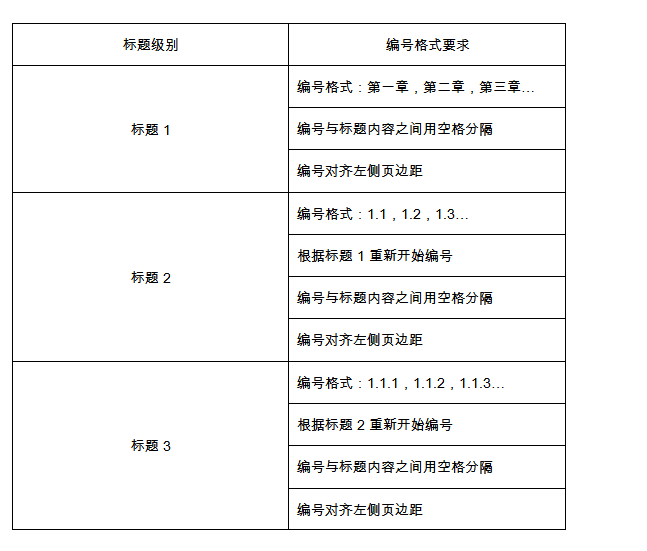 标题级别
编号格式要求
标题 1
编号格式：第一章，第二章，第三章…
编号与标题内容之间用空格分隔
编号对齐左侧页边距
标题 2
编号格式：1.1，1.2，1.3…
根据标题 1 重新开始编号
编号与标题内容之间用空格分隔
编号对齐左侧页边距
标题 3
编号格式：1.1.1，1.1.2，1.1.3…
根据标题 2 重新开始编号
编号与标题内容之间用空格分隔
编号对齐左侧页边距